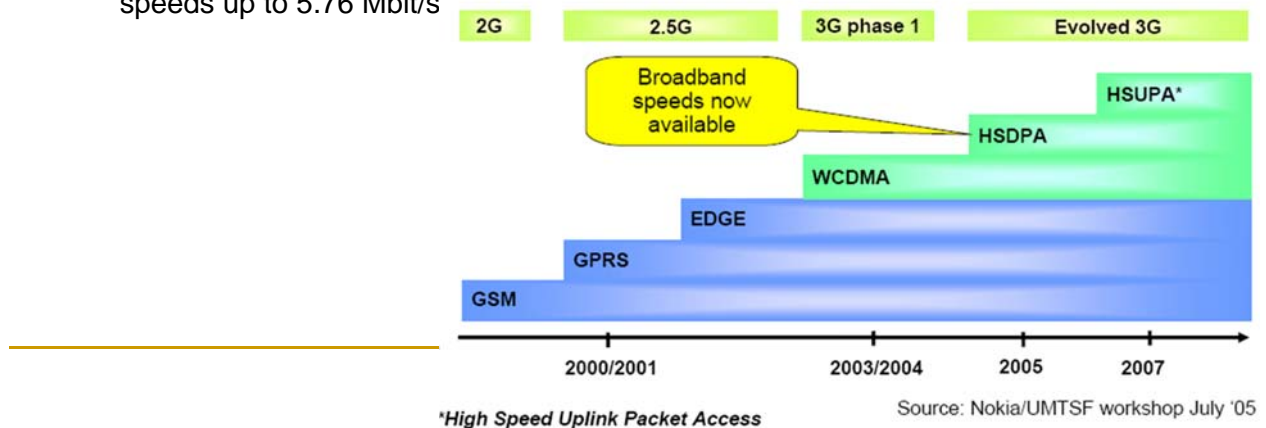 speeds up to 5.76 Mbit/s
2G 2.5G 3G phase 1 Evolved 3G
Broadband
speeds now
available
HSUPA*
HSDPA
WCDMA
EDGE
GPRS
GSM
2000/2001 2003/2004 2005 2007
*High Speed Uplink Packet Access
Source: Nokia/UMTSF workshop July '05